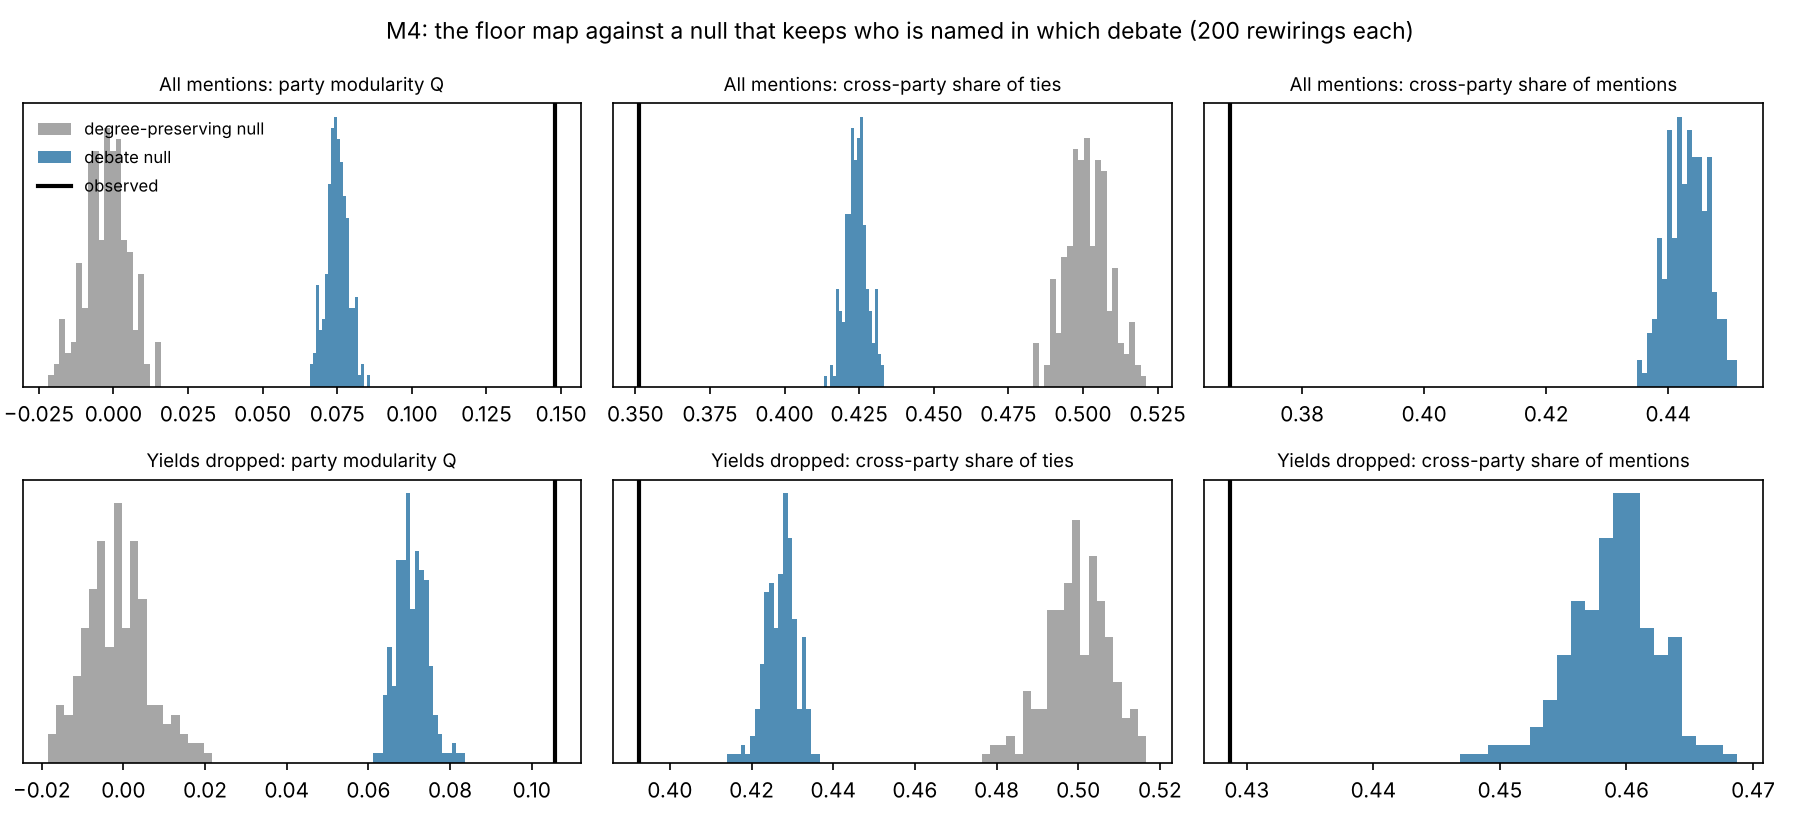 M4: the floor map against a null that keeps who is named in which debate (200 rewirings each)
All mentions: party modularity Q
degree-preserving null
debate null
observed
−0.025 0.000 0.025 0.050 0.075 0.100 0.125 0.150
All mentions: cross-party share of ties
0.350 0.375 0.400 0.425 0.450 0.475 0.500 0.525
All mentions: cross-party share of mentions
0.38 0.40 0.42 0.44
Yields dropped: party modularity Q
−0.02 0.00 0.02 0.04 0.06 0.08 0.10
Yields dropped: cross-party share of ties
0.40 0.42 0.44 0.46 0.48 0.50 0.52
Yields dropped: cross-party share of mentions
0.43 0.44 0.45 0.46 0.47